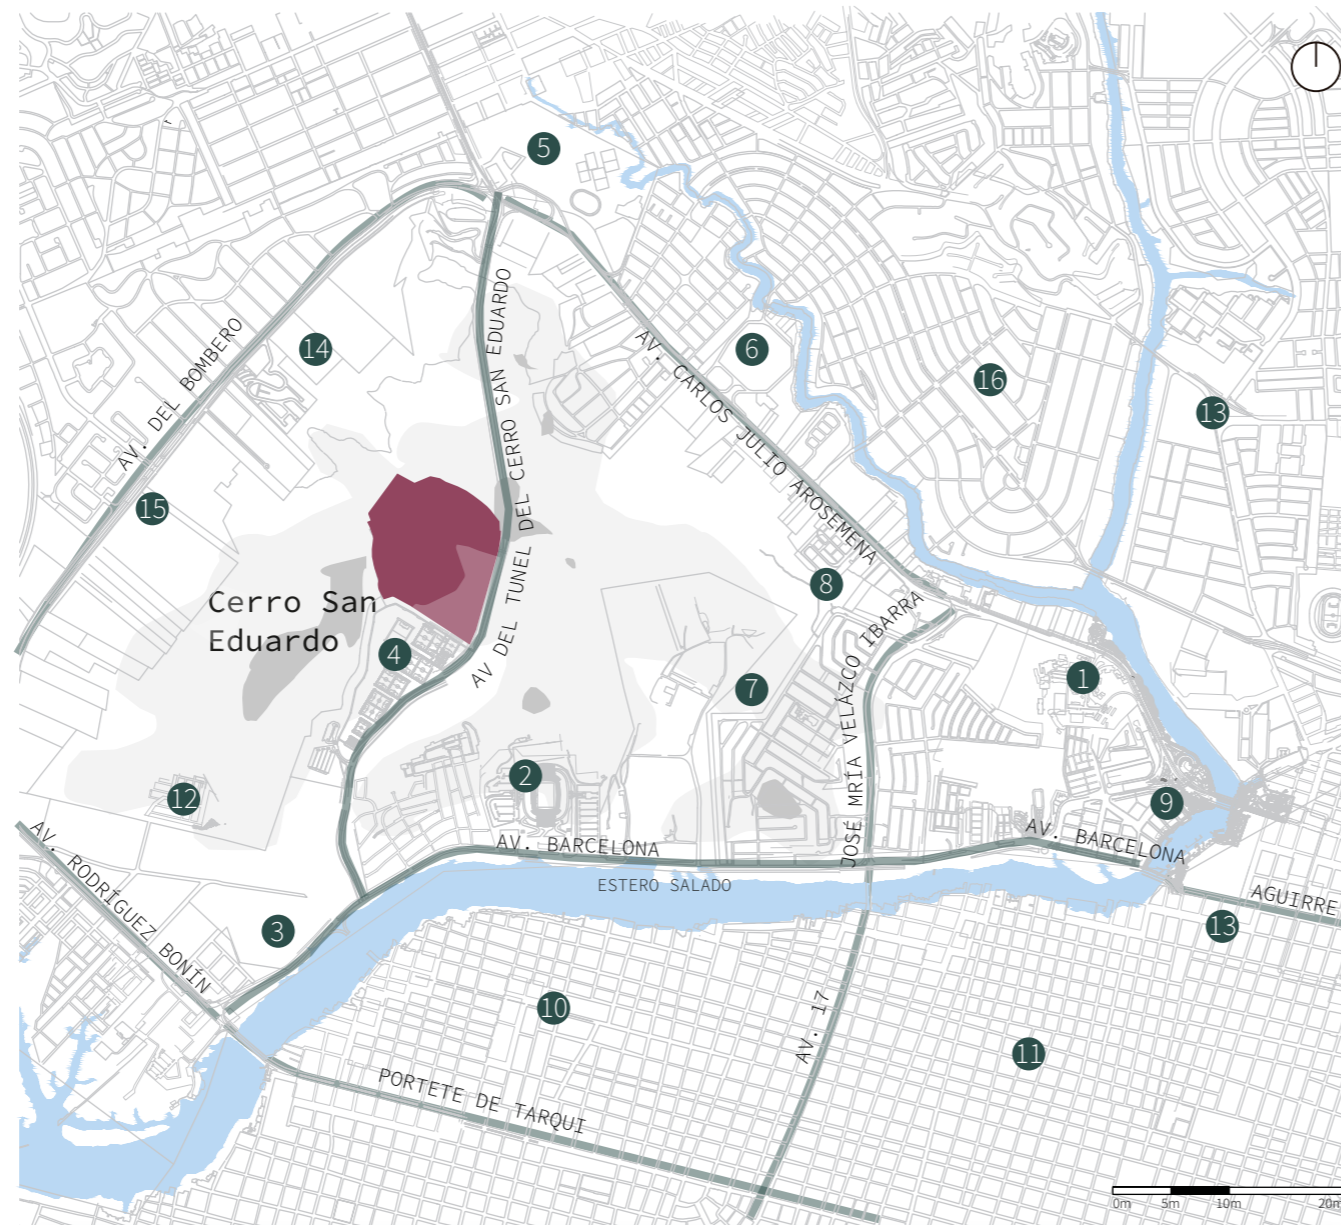 5
AV. DEL BOMBERO
14
AV DEL TUNEL DEL CERRO SAN EDUARDO
AV. CARLOS JULIO AROSEMENA
6
16
13
15
Cerro San
Eduardo
4
8
7
JOSÉ MRÍA VELÁZCO IBARRA
1
2
12
9
AV. BARCELONA
AV. BARCELONA
ESTERO SALADO
AGUIRRE
13
AV. RODRÍGUEZ BONÍN
3
10
AV. 17
11
PORTETE DE TARQUI
0m 5m 10m 20m